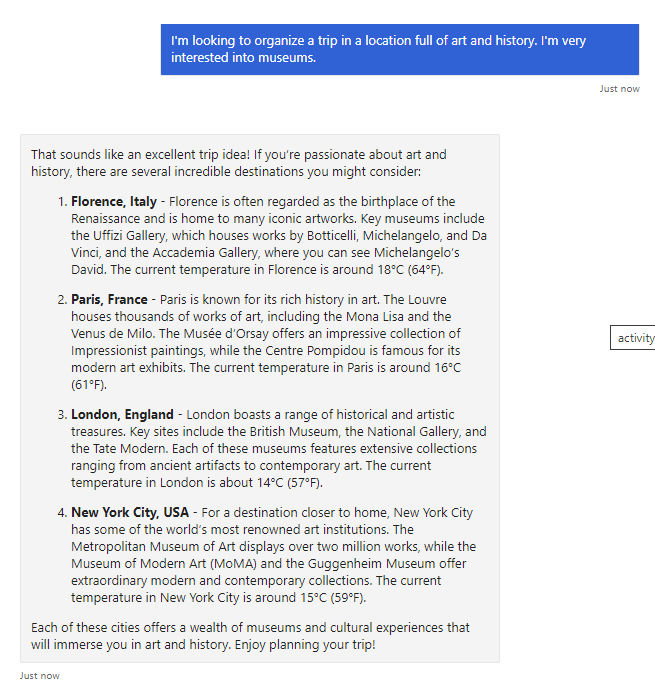 I'm looking to organize a trip in a location full of art and history. I'm very
interested into museums.
Just now
That sounds like an excellent trip idea! If you're passionate about art and
history, there are several incredible destinations you might consider:
1. Florence, Italy - Florence is often regarded as the birthplace of the
Renaissance and is home to many iconic artworks. Key museums include
the Uffizi Gallery, which houses works by Botticelli, Michelangelo, and Da
Vinci, and the Accademia Gallery, where you can see Michelangelo's
David. The current temperature in Florence is around 18°C (64°F).
2. Paris, France - Paris is known for its rich history in art. The Louvre
houses thousands of works of art, including the Mona Lisa and the
Venus de Milo. The Musée d'Orsay offers an impressive collection of
Impressionist paintings, while the Centre Pompidou is famous for its
modern art exhibits. The current temperature in Paris is around 16°C
(61°F).
activity
3. London, England - London boasts a range of historical and artistic
treasures. Key sites include the British Museum, the National Gallery, and
the Tate Modern. Each of these museums features extensive collections
ranging from ancient artifacts to contemporary art. The current
temperature in London is about 14°C (57°F).
4. New York City, USA - For a destination closer to home, New York City
has some of the world's most renowned art institutions. The
Metropolitan Museum of Art displays over two million works, while the
Museum of Modern Art (MoMA) and the Guggenheim Museum offer
extraordinary modern and contemporary collections. The current
temperature in New York City is around 15°C (59°F).
Each of these cities offers a wealth of museums and cultural experiences that
will immerse you in art and history. Enjoy planning your trip!
Just now